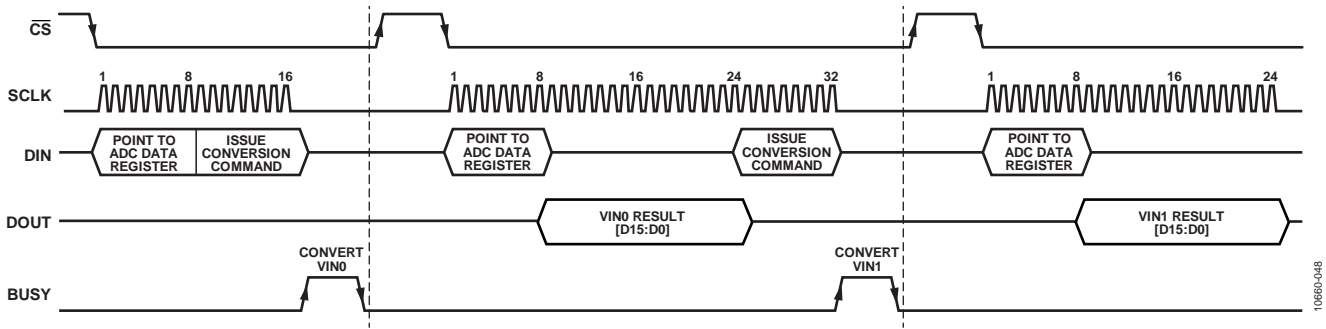 CS
SCLK
1 8 16
1 8 16 24 32
1 8 16 24
DIN
POINT TO
ADC DATA
REGISTER
ISSUE
CONVERSION
COMMAND
POINT TO
ADC DATA
REGISTER
ISSUE
CONVERSION
COMMAND
POINT TO
ADC DATA
REGISTER
DOUT
VIN0 RESULT
[D15:D0]
VIN1 RESULT
[D15:D0]
BUSY
CONVERT
VIN0
CONVERT
VIN1
10660-048